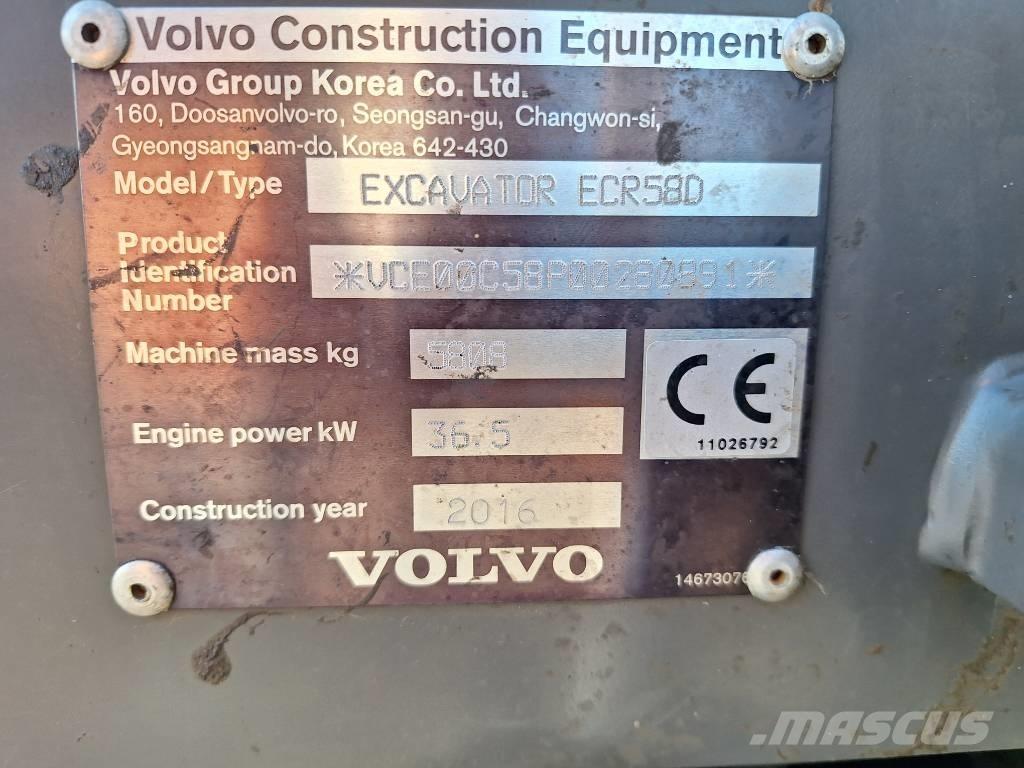 Volvo Construction Equipment
Volvo Group Korea Co. Ltd.
160, Doosanvolvo-ro, Seongsan-gu, Changwon-si,
Gyeongsangnam-do, Korea 642-430
Model/Type EXCAVATOR ECR58D
Product
Identification
Number
*VCE00C58P00280891*
Machine mass kg 5808
Engine power kW 36.5
CE
11026792
Construction year 2016
VOLVO
MASCUS